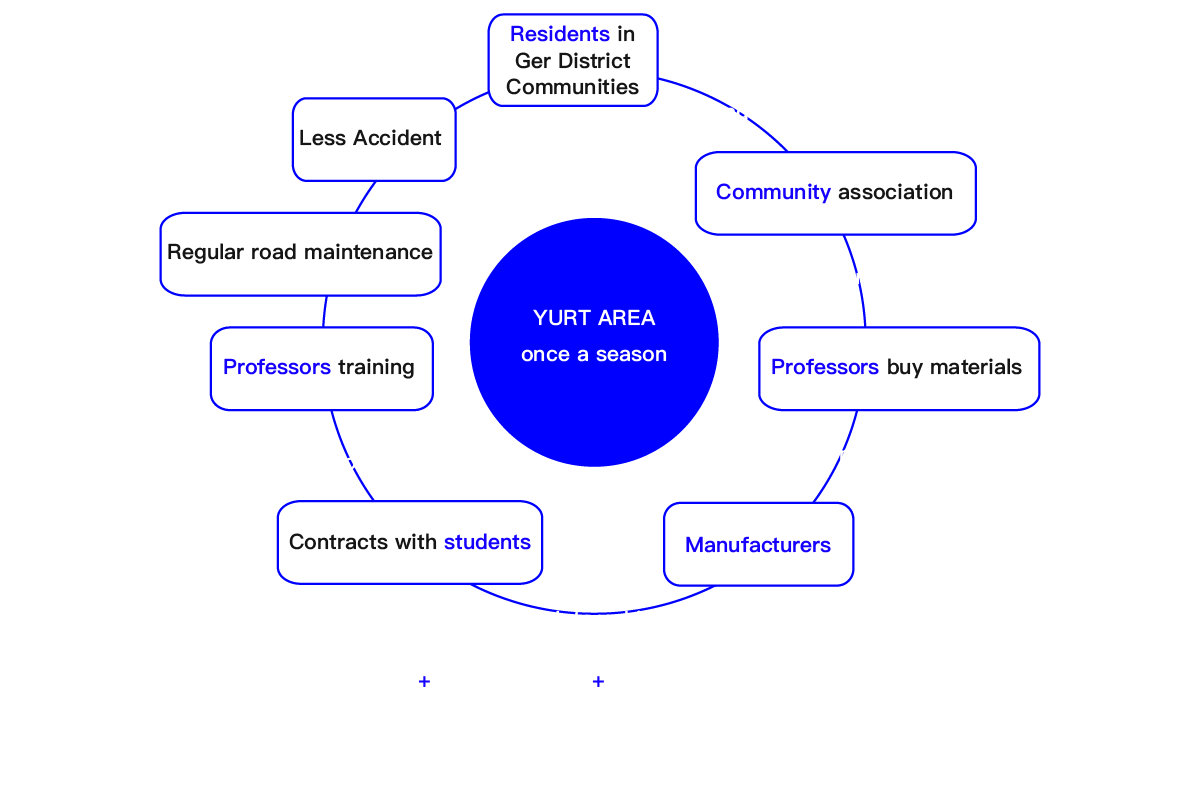 Residents in
Ger District
Communities
Less Accident
Community association
Regular road maintenance
YURT AREA
once a season
Professors training
Professors buy materials
Contracts with students
Manufacturers
+ +